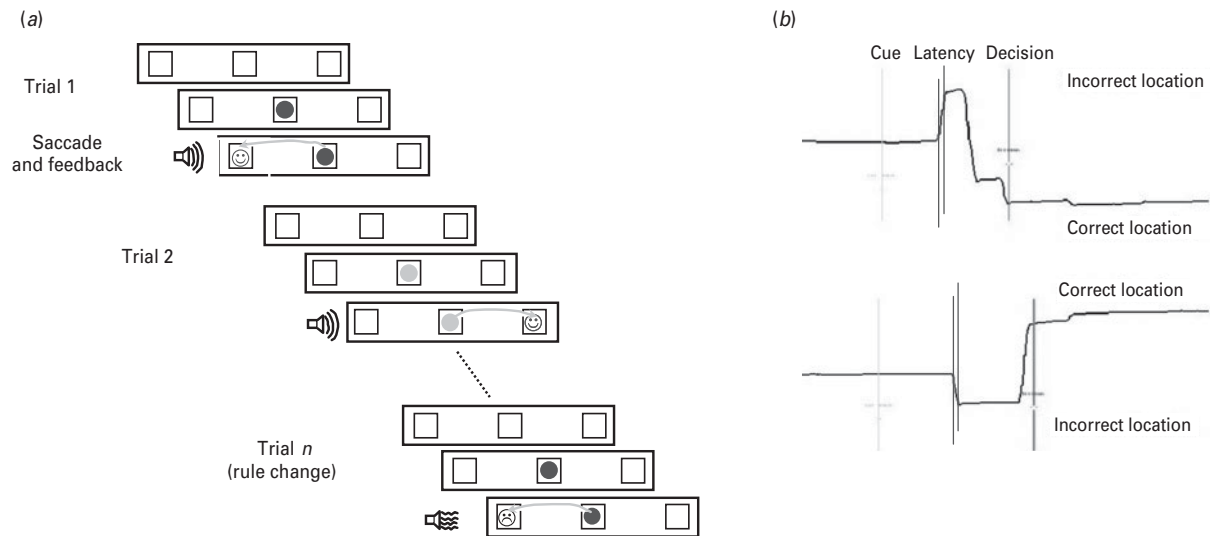 (a)
Trial 1
Saccade
and feedback
Trial 2
Trial n
(rule change)
(b)
Cue Latency Decision
Incorrect location
Correct location
Correct location
Incorrect location